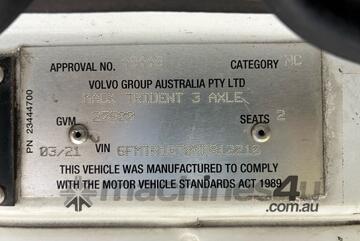 APPROVAL NO. CATEGORY NC
VOLVO GROUP AUSTRALIA PTY LTD
MACK TRIDENT 3 AXLE
GVM SEATS 2
03/21 VIN
THIS VEHICLE WAS MANUFACTURED TO COMPLY
WITH THE MOTOR VEHICLE STANDARDS ACT 1989
PN 23444700
machines4u
.com.au